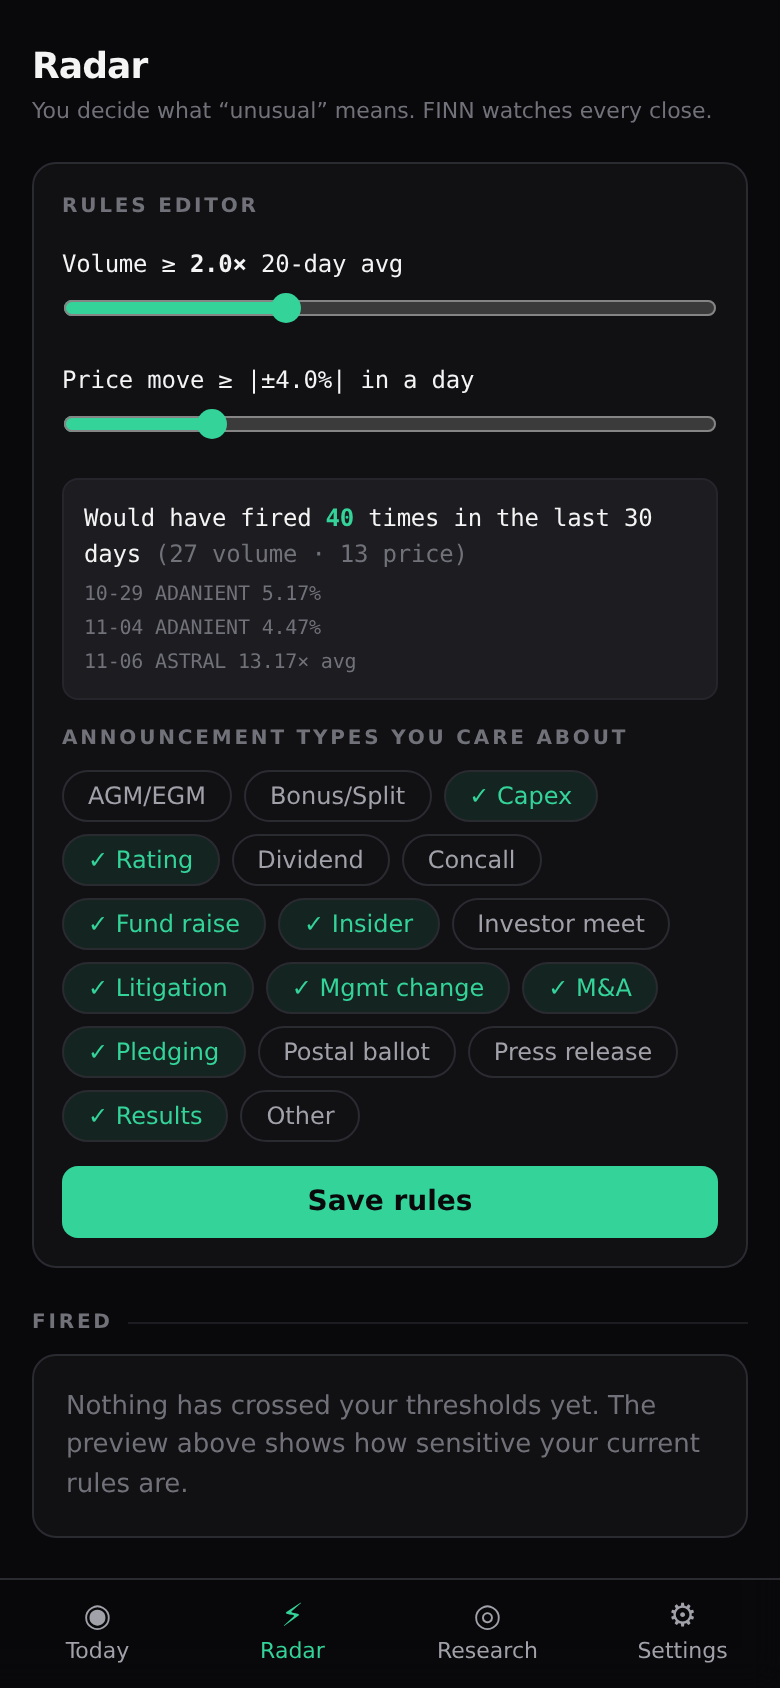 Radar
You decide what “unusual” means. FINN watches every close.
RULES EDITOR
Volume ≥ 2.0× 20-day avg
Price move ≥ |±4.0%| in a day
Would have fired 40 times in the last 30
days (27 volume · 13 price)
10-29 ADANIENT 5.17%
11-04 ADANIENT 4.47%
11-06 ASTRAL 13.17× avg
ANNOUNCEMENT TYPES YOU CARE ABOUT
AGM/EGM Bonus/Split ✓ Capex
✓ Rating Dividend Concall
✓ Fund raise ✓ Insider Investor meet
✓ Litigation ✓ Mgmt change ✓ M&A
✓ Pledging Postal ballot Press release
✓ Results Other
Save rules
FIRED
Nothing has crossed your thresholds yet. The
preview above shows how sensitive your current
rules are.
Today Radar Research Settings